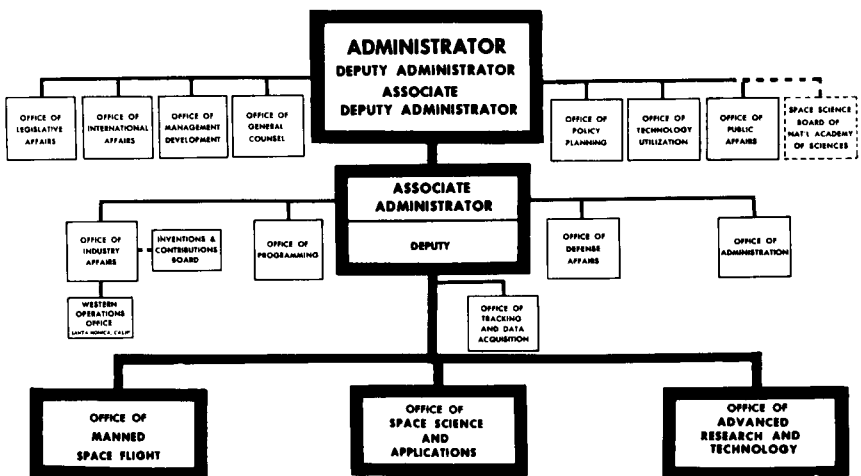 ADMINISTRATOR
DEPUTY ADMINISTRATOR
ASSOCIATE
DEPUTY ADMINISTRATOR
OFFICE OF
LEGISLATIVE
AFFAIRS
OFFICE OF
INTERNATIONAL
AFFAIRS
OFFICE OF
MANAGEMENT
DEVELOPMENT
OFFICE OF
GENERAL
COUNSEL
OFFICE OF
POLICY
PLANNING
OFFICE OF
TECHNOLOGY
UTILIZATION
OFFICE OF
PUBLIC
AFFAIRS
SPACE SCIENCE
BOARD OF
NAT'L ACADEMY
OF SCIENCES
ASSOCIATE
ADMINISTRATOR
DEPUTY
OFFICE OF
INDUSTRY
AFFAIRS
INVENTIONS &
CONTRIBUTIONS
BOARD
OFFICE OF
PROGRAMMING
OFFICE OF
DEFENSE
AFFAIRS
OFFICE OF
ADMINISTRATION
WESTERN
OPERATIONS
OFFICE
SANTA MONICA, CALIF
OFFICE OF
TRACKING
AND DATA
ACQUISITION
OFFICE OF
MANNED
SPACE FLIGHT
OFFICE OF
SPACE SCIENCE
AND
APPLICATIONS
OFFICE OF
ADVANCED
RESEARCH AND
TECHNOLOGY